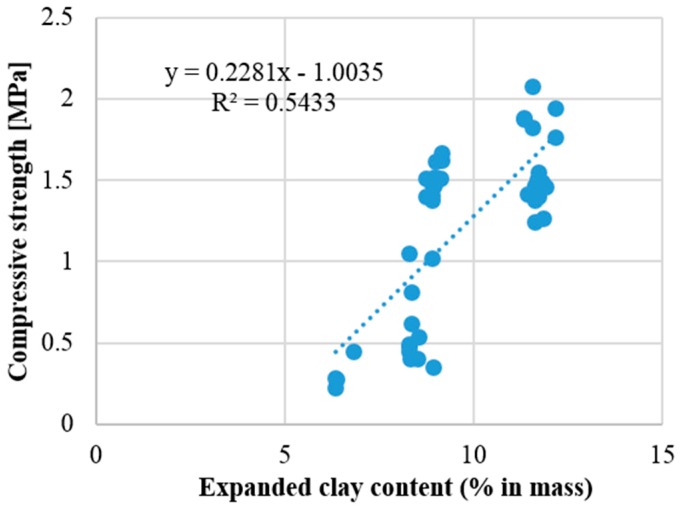 2.5
y = 0.2281x - 1.0035
R² = 0.5433
2
1.5
1
0.5
0
0 5 10 15
Compressive strength [MPa]
Expanded clay content (% in mass)